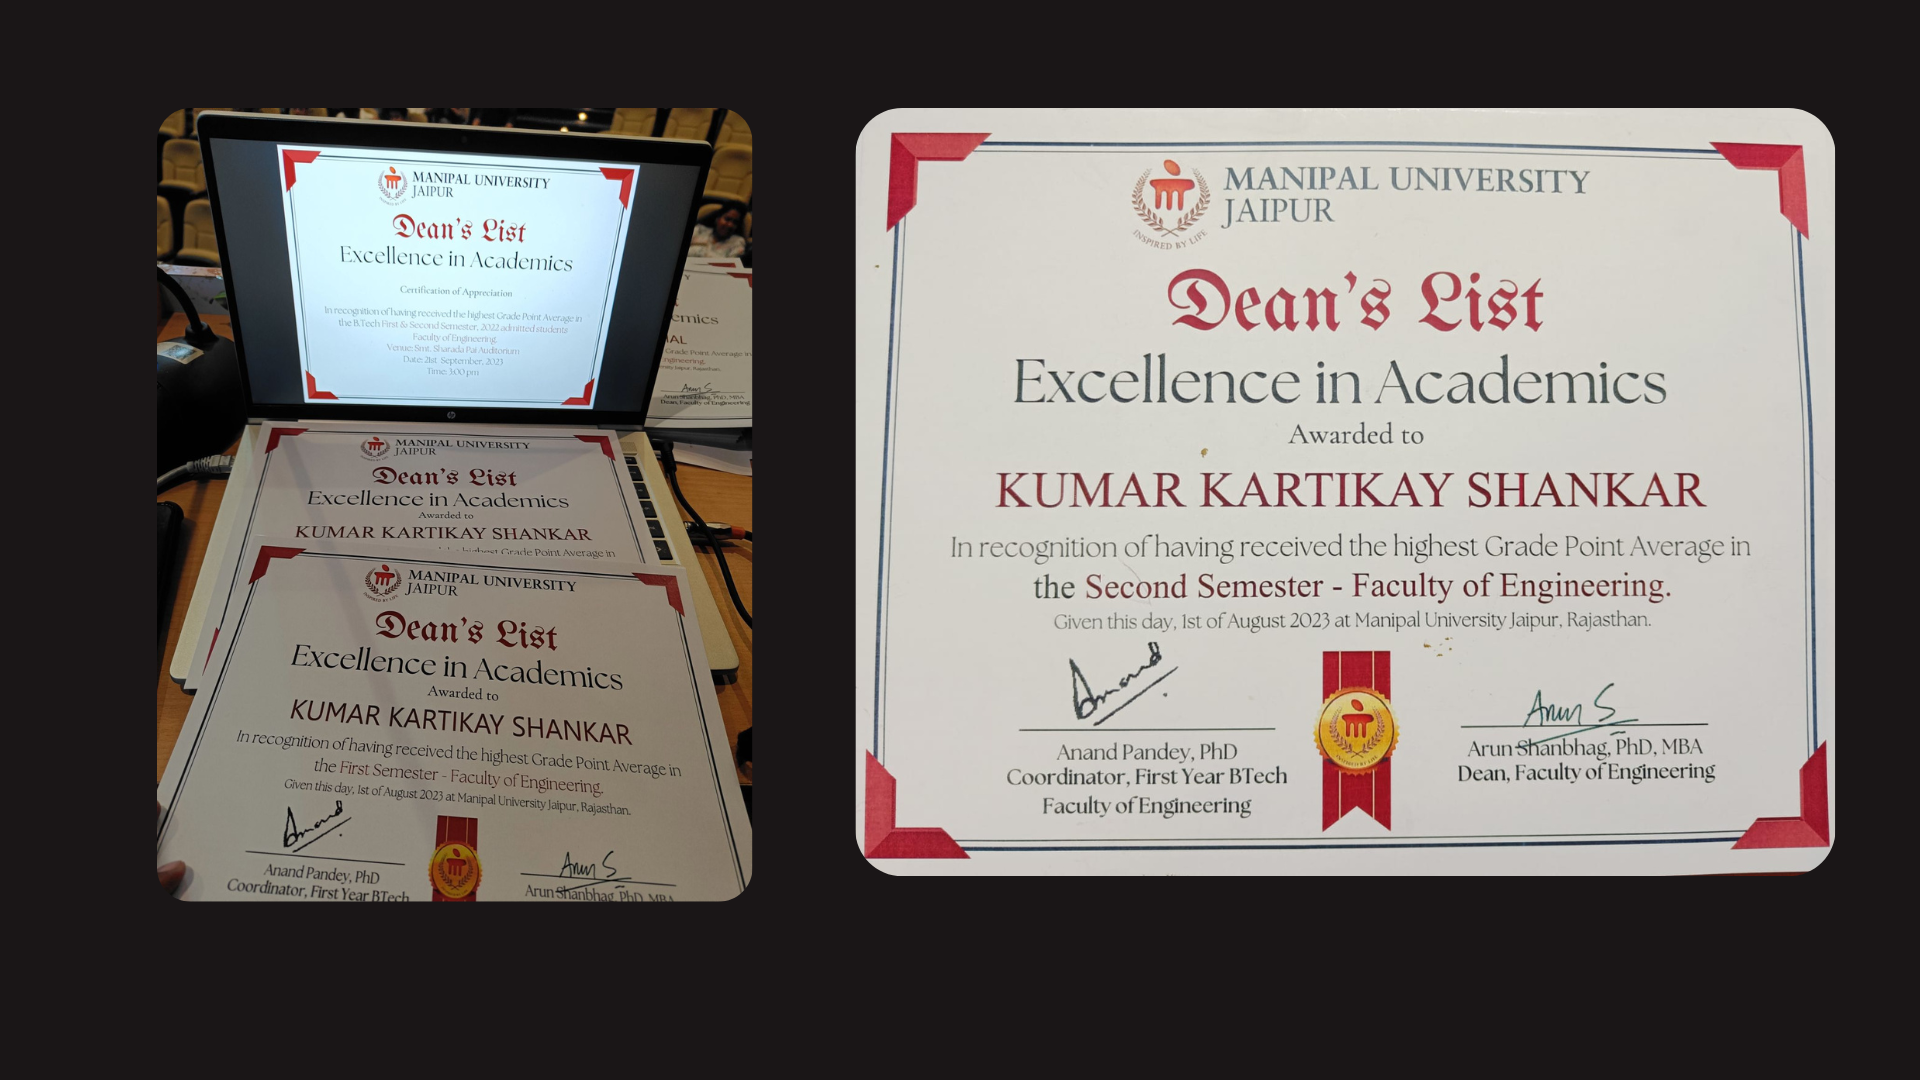 MANIPAL UNIVERSITY
JAIPUR
Dean's List
Excellence in Academics
Certification of Appreciation
In recognition of having received the highest Grade Point Average in
the B.Tech First & Second Semester, 2022 admitted students
Faculty of Engineering.
Venue: Smt. Sharada Pai Auditorium
Date: 21st September, 2023
Time: 3:00 pm
emics
IAL
Grade Point Average in
ngineering.
Jaipur, Rajasthan.
Arun S
Arun Shanbhag, PhD, MBA
Dean, Faculty of Engineering
hp
MANIPAL UNIVERSITY
JAIPUR
Dean's List
Excellence in Academics
Awarded to
KUMAR KARTIKAY SHANKAR
highest Grade Point Average in
MANIPAL UNIVERSITY
JAIPUR
INSPIRED BY LIFE
Dean's List
Excellence in Academics
Awarded to
KUMAR KARTIKAY SHANKAR
In recognition of having received the highest Grade Point Average in
the First Semester - Faculty of Engineering.
Given this day, 1st of August 2023 at Manipal University Jaipur, Rajasthan.
Anand
Arun S
Anand Pandey, PhD
Coordinator, First Year BTech
Arun Shanbhag, PhD, MBA
MANIPAL UNIVERSITY
JAIPUR
INSPIRED BY LIFE
Dean's List
Excellence in Academics
Awarded to
KUMAR KARTIKAY SHANKAR
In recognition of having received the highest Grade Point Average in
the Second Semester - Faculty of Engineering.
Given this day, 1st of August 2023 at Manipal University Jaipur, Rajasthan.
Anand
Arun S
Anand Pandey, PhD
Coordinator, First Year BTech
Faculty of Engineering
Arun Shanbhag, PhD, MBA
Dean, Faculty of Engineering